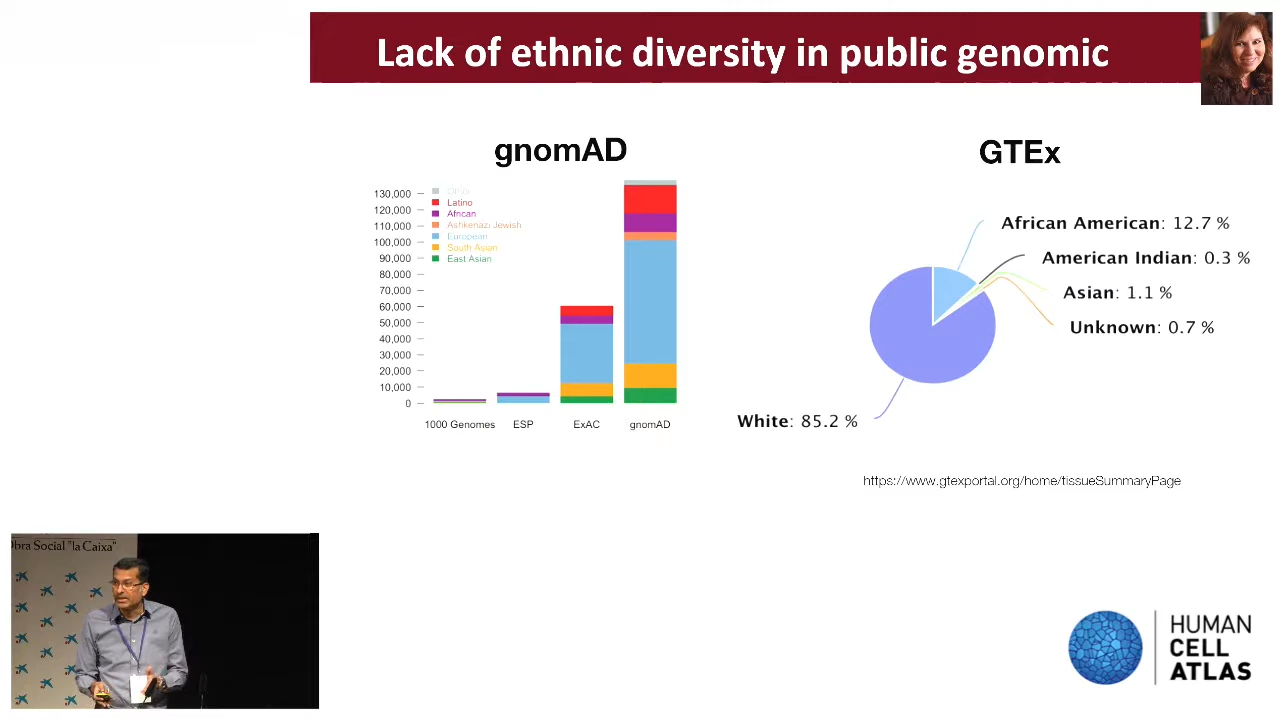 Lack of ethnic diversity in public genomic
gnomAD
130,000
120,000
110,000
100,000
90,000
80,000
70,000
60,000
50,000
40,000
30,000
20,000
10,000
0
Other
Latino
African
Ashkenazi Jewish
European
South Asian
East Asian
1000 Genomes
ESP
ExAC
gnomAD
GTEx
African American: 12.7 %
American Indian: 0.3 %
Asian: 1.1 %
Unknown: 0.7 %
White: 85.2 %
https://www.gtexportal.org/home/tissueSummaryPage
Obra Social "la Caixa"
HUMAN
CELL
ATLAS